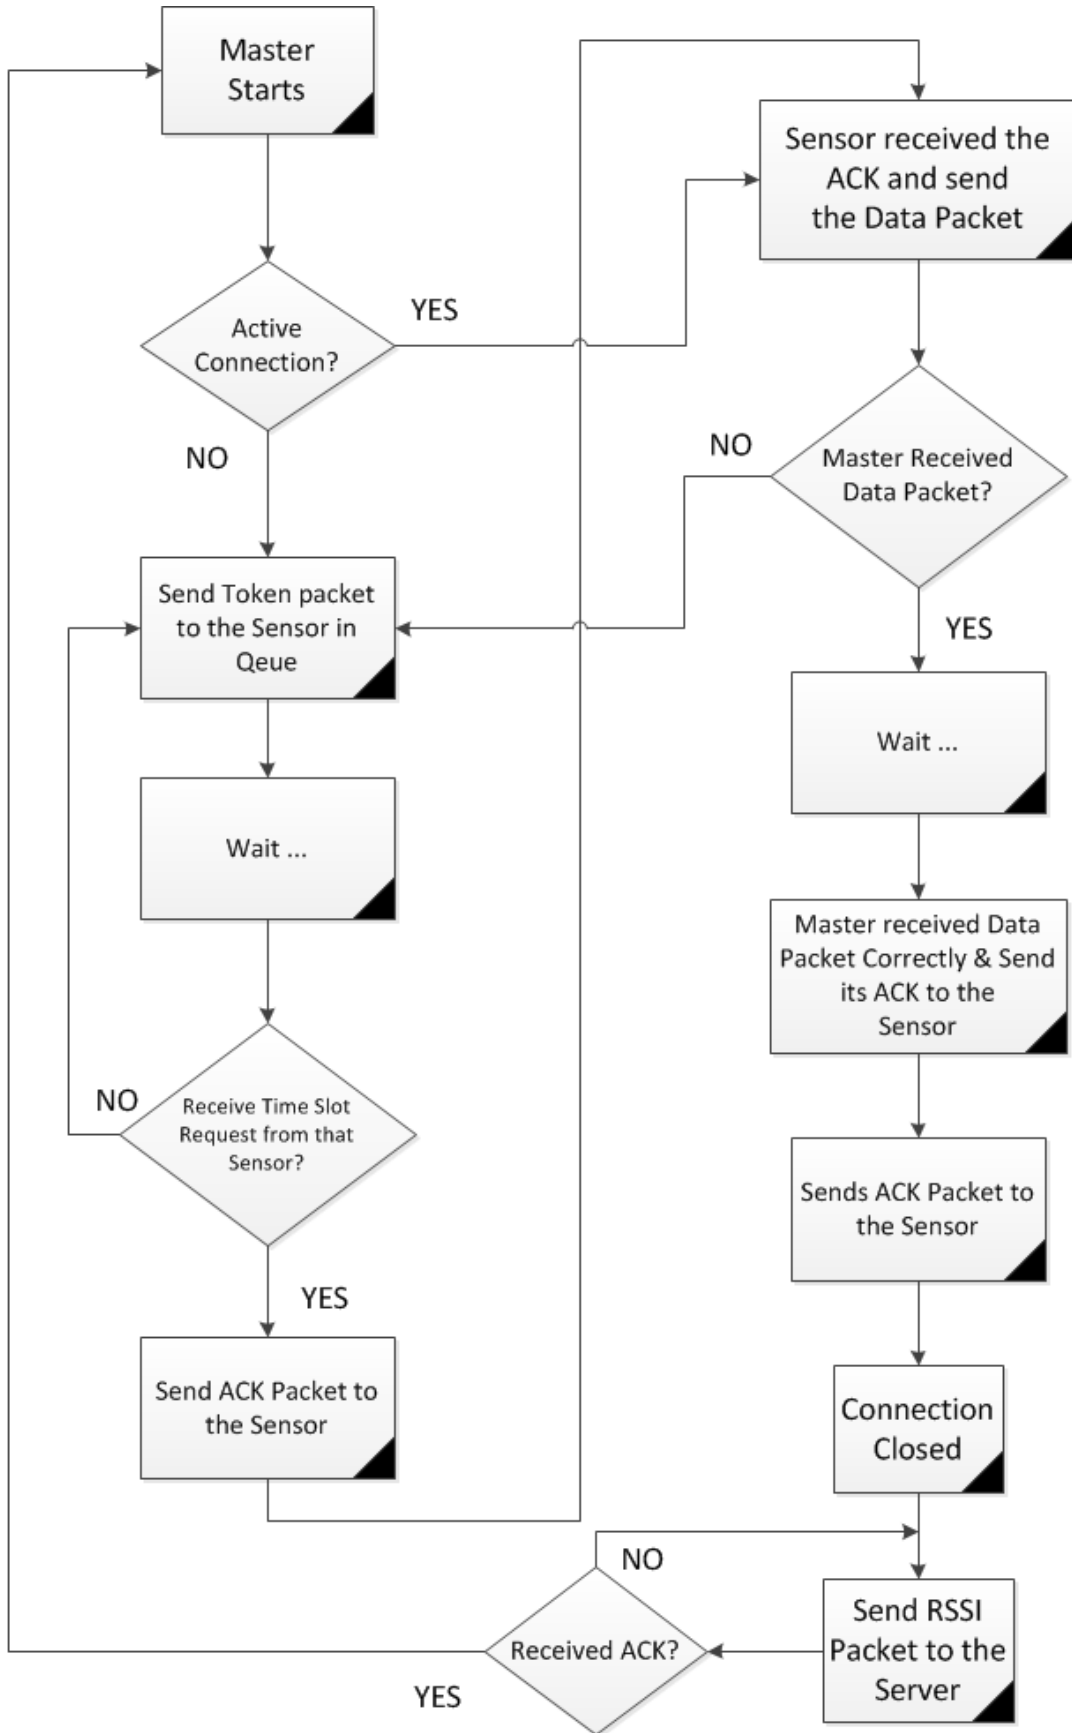 Master
Starts
Active
Connection?
YES
NO
Send Token packet
to the Sensor in
Qeue
Wait ...
Receive Time Slot
Request from that
Sensor?
NO
YES
Send ACK Packet to
the Sensor
Sensor received the
ACK and send
the Data Packet
Master Received
Data Packet?
NO
YES
Wait ...
Master received Data
Packet Correctly & Send
its ACK to the
Sensor
Sends ACK Packet to
the Sensor
Connection
Closed
Send RSSI
Packet to the
Server
Received ACK?
NO
YES